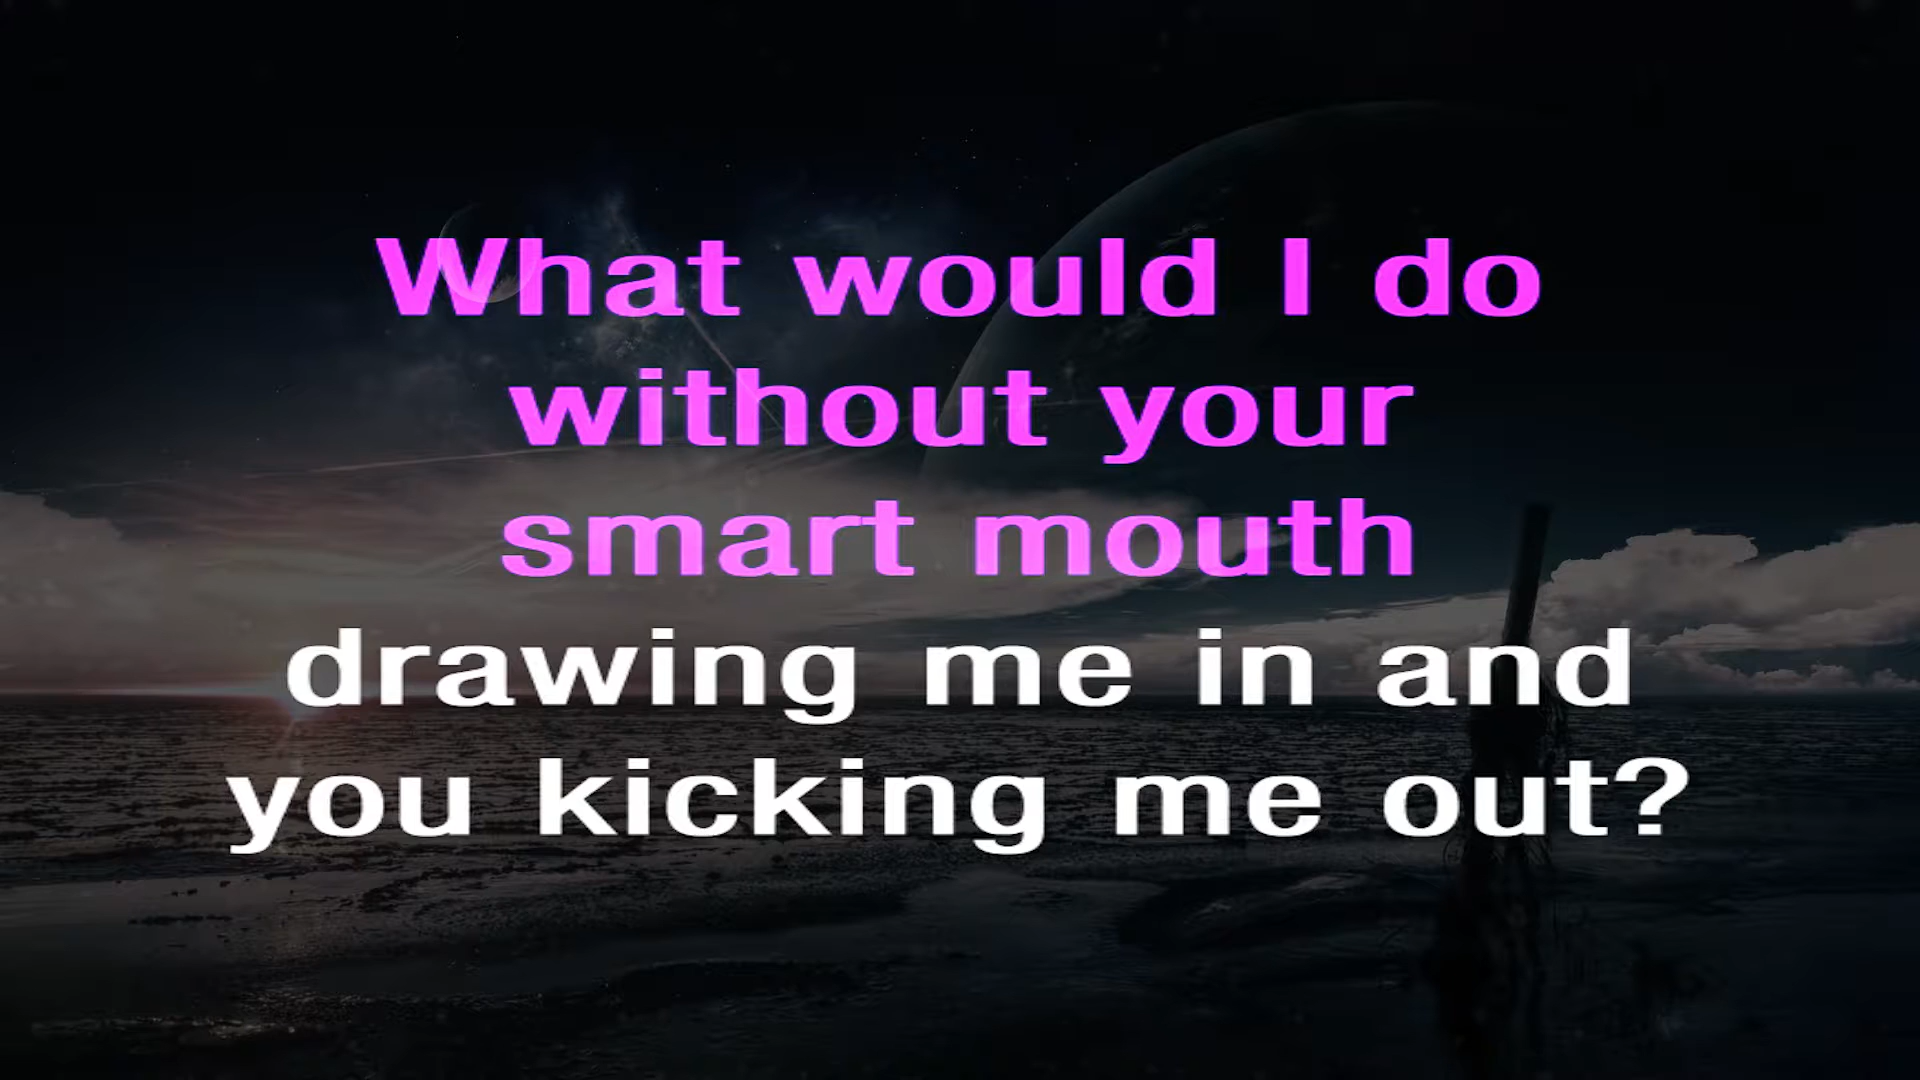 What would I do
without your
smart mouth
drawing me in and
you kicking me out?